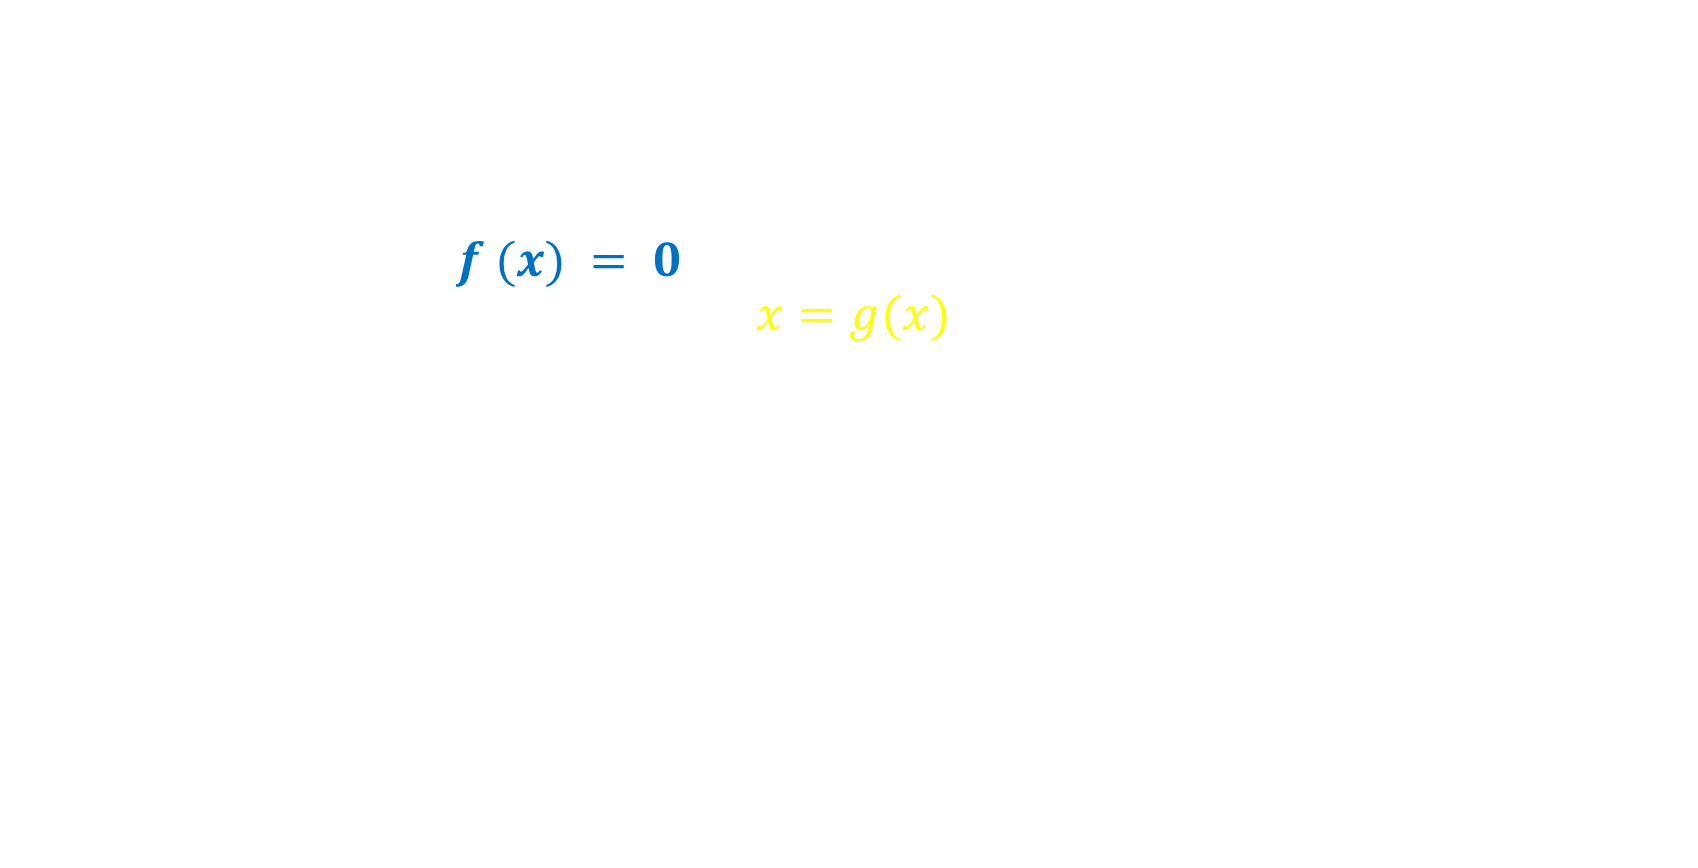 f (x) = 0
x = g(x)